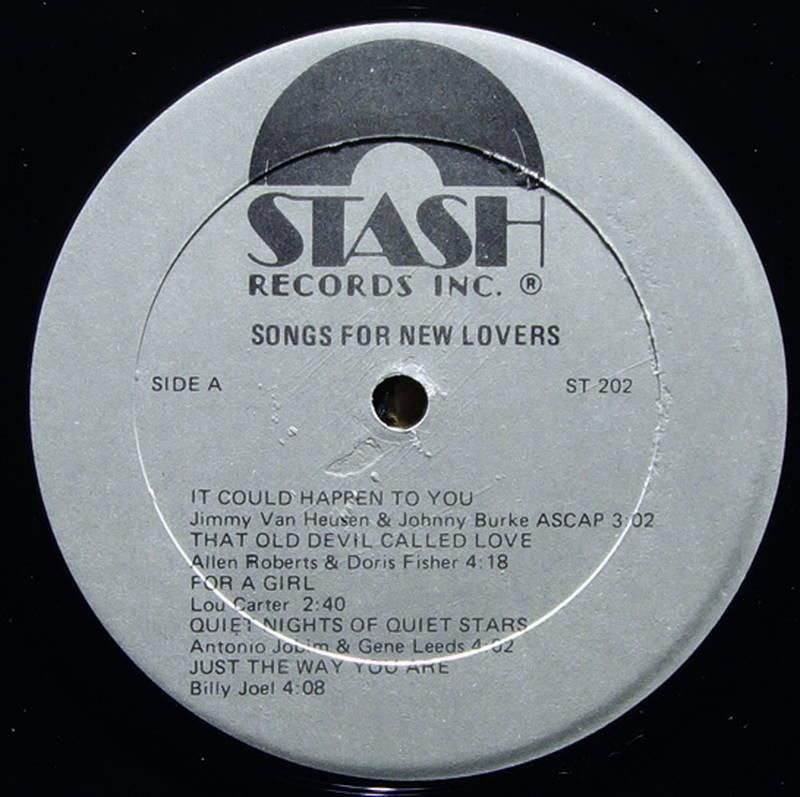 STASH
RECORDS INC. ®
SONGS FOR NEW LOVERS
SIDE A
ST 202
IT COULD HAPPEN TO YOU
Jimmy Van Heusen & Johnny Burke ASCAP 3:02
THAT OLD DEVIL CALLED LOVE
Allen Roberts & Doris Fisher 4:18
FOR A GIRL
Lou Carter 2:40
QUIET NIGHTS OF QUIET STARS
Antonio Jobim & Gene Leeds 4:02
JUST THE WAY YOU ARE
Billy Joel 4:08